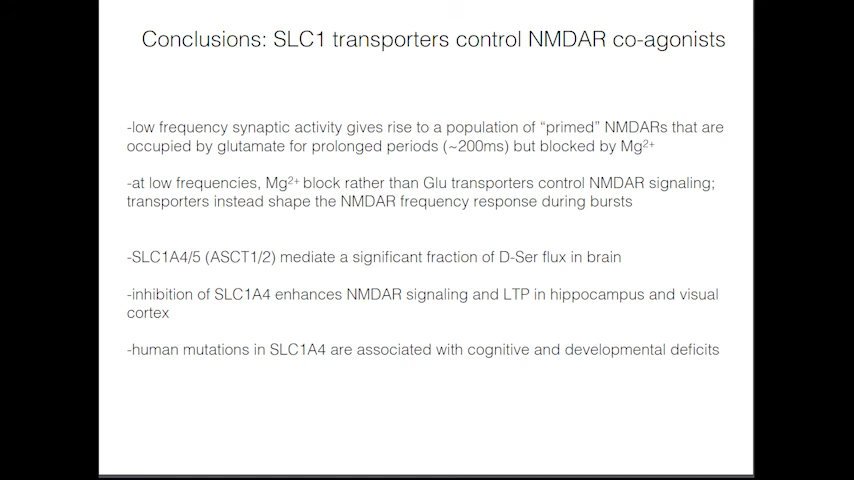 Conclusions: SLC1 transporters control NMDAR co-agonists
-low frequency synaptic activity gives rise to a population of “primed” NMDARs that are
occupied by glutamate for prolonged periods (~200ms) but blocked by Mg²⁺
-at low frequencies, Mg²⁺ block rather than Glu transporters control NMDAR signaling;
transporters instead shape the NMDAR frequency response during bursts
-SLC1A4/5 (ASCT1/2) mediate a significant fraction of D-Ser flux in brain
-inhibition of SLC1A4 enhances NMDAR signaling and LTP in hippocampus and visual
cortex
-human mutations in SLC1A4 are associated with cognitive and developmental deficits